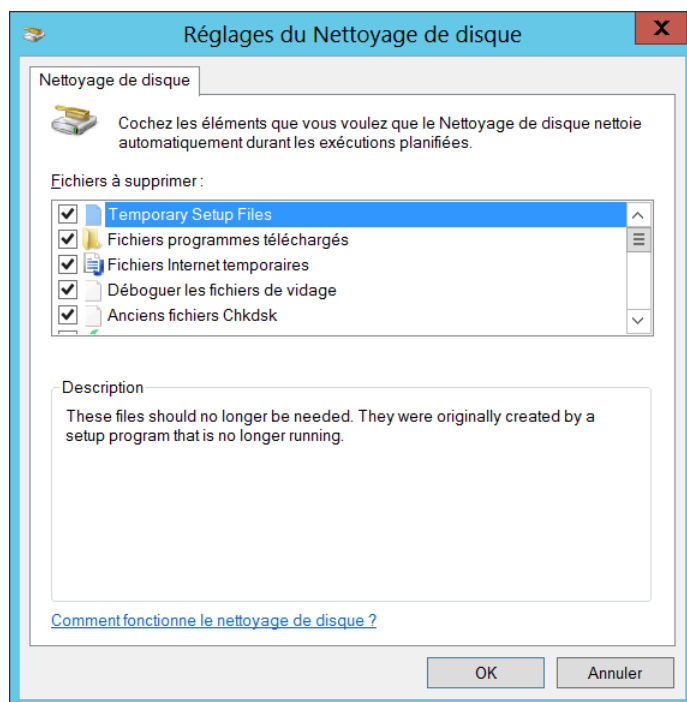 Réglages du Nettoyage de disque
X
Nettoyage de disque
Cochez les éléments que vous voulez que le Nettoyage de disque nettoie
automatiquement durant les exécutions planifiées.
Fichiers à supprimer :
Temporary Setup Files
Fichiers programmes téléchargés
Fichiers Internet temporaires
Déboguer les fichiers de vidage
Anciens fichiers Chkdsk
Description
These files should no longer be needed. They were originally created by a
setup program that is no longer running.
Comment fonctionne le nettoyage de disque ?
OK
Annuler